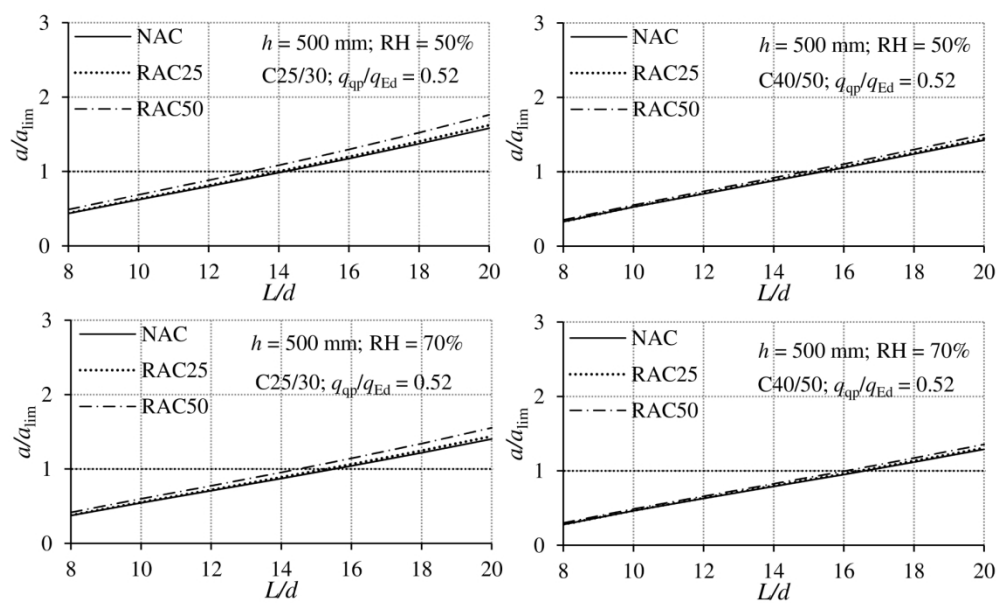 3
NAC
h = 500 mm; RH = 50%
RAC25
C25/30; qqp/qEd = 0.52
2
RAC50
a/alim
1
0
8 10 12 14 16 18 20
L/d
3
NAC
h = 500 mm; RH = 50%
RAC25
C40/50; qqp/qEd = 0.52
2
RAC50
a/alim
1
0
8 10 12 14 16 18 20
L/d
3
NAC
h = 500 mm; RH = 70%
RAC25
C25/30; qqp/qEd = 0.52
2
RAC50
a/alim
1
0
8 10 12 14 16 18 20
L/d
3
NAC
h = 500 mm; RH = 70%
RAC25
C40/50; qqp/qEd = 0.52
2
RAC50
a/alim
1
0
8 10 12 14 16 18 20
L/d